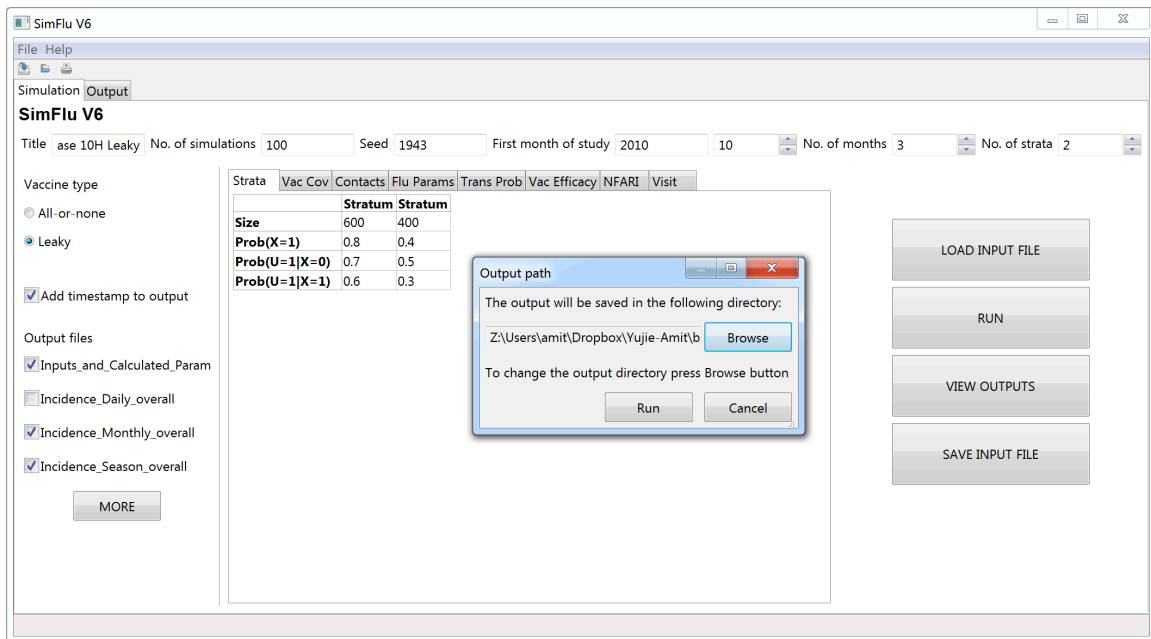 SimFlu V6
File Help
Simulation Output
SimFlu V6
Title ase 10H Leaky No. of simulations 100 Seed 1943 First month of study 2010 10 No. of months 3 No. of strata 2
Vaccine type
All-or-none
Leaky
Add timestamp to output
Output files
Inputs_and_Calculated_Param
Incidence_Daily_overall
Incidence_Monthly_overall
Incidence_Season_overall
MORE
Strata Vac Cov Contacts Flu Params Trans Prob Vac Efficacy NFARI Visit
Stratum Stratum
Size 600 400
Prob(X=1) 0.8 0.4
Prob(U=1|X=0) 0.7 0.5
Prob(U=1|X=1) 0.6 0.3
Output path
The output will be saved in the following directory:
Z:\Users\amit\Dropbox\Yujie-Amit\b Browse
To change the output directory press Browse button
Run Cancel
LOAD INPUT FILE
RUN
VIEW OUTPUTS
SAVE INPUT FILE